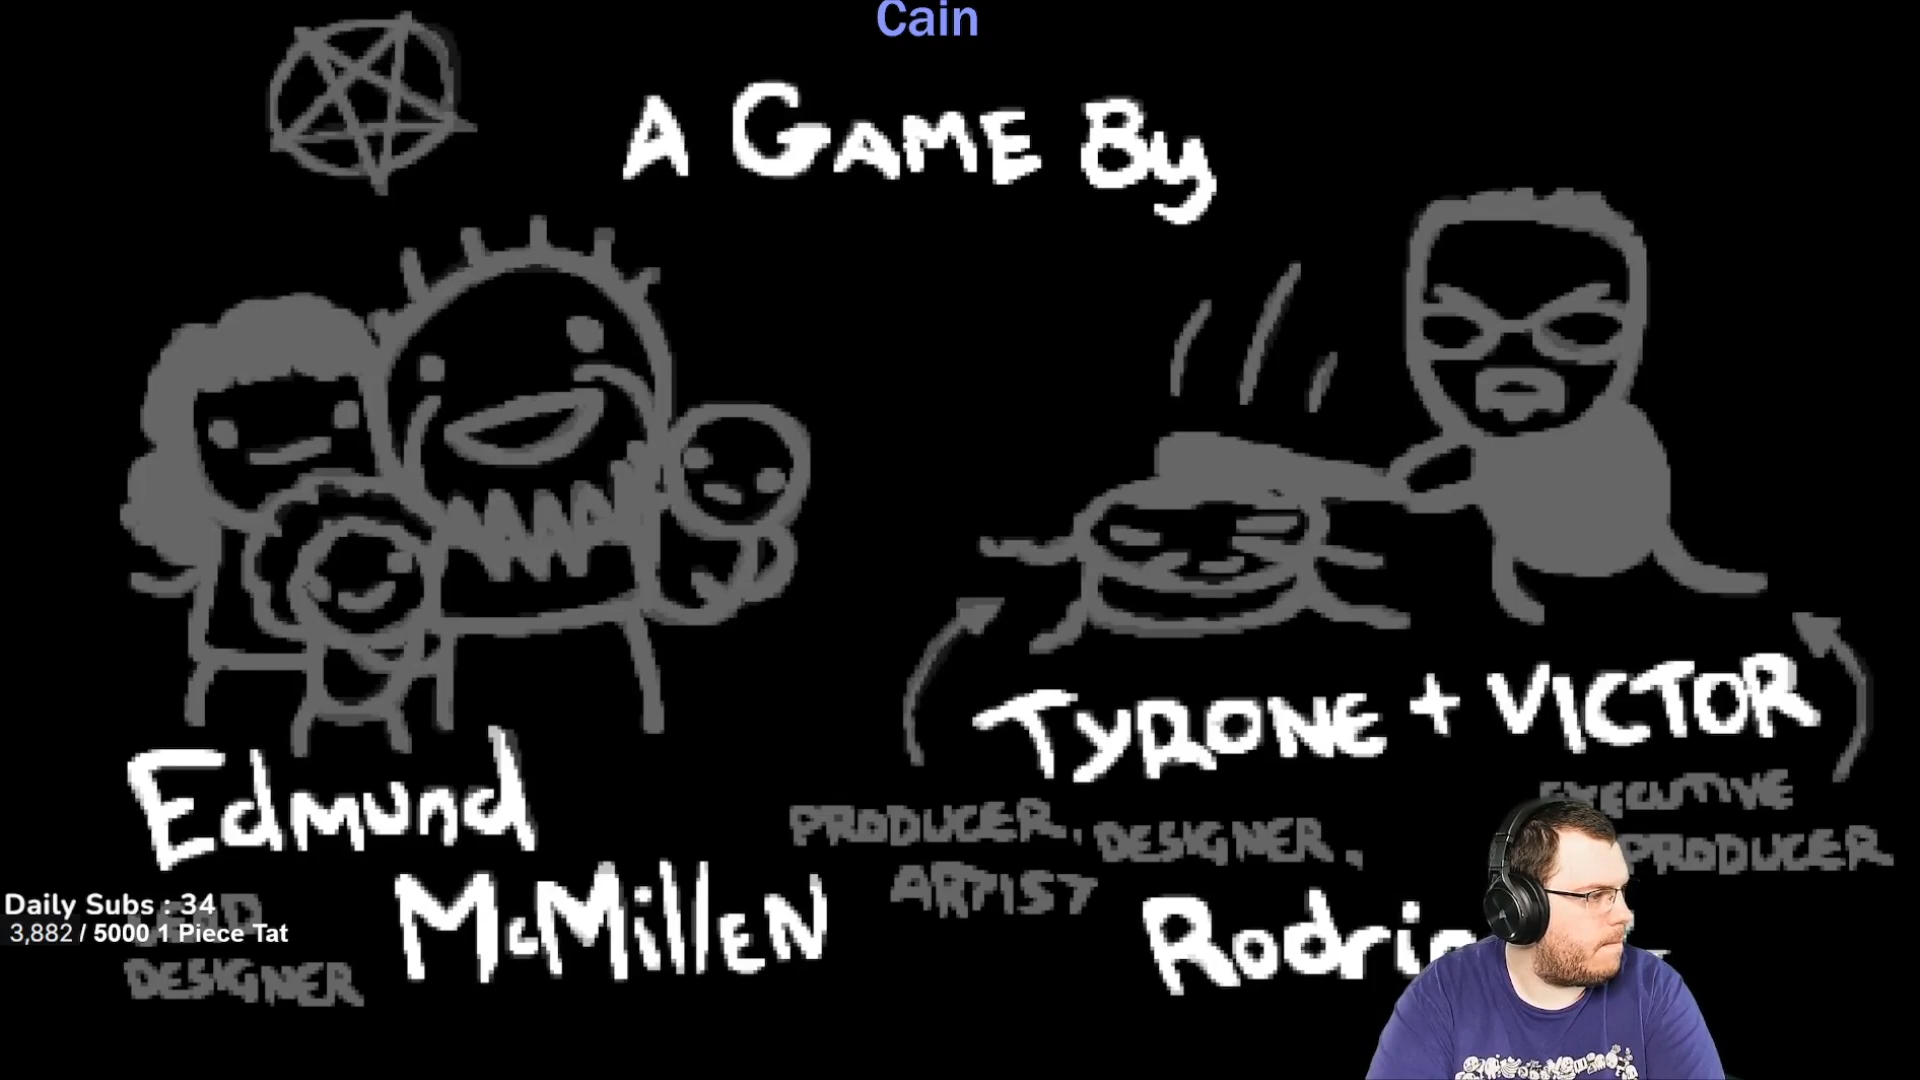 Cain
A GAME By
TYRONE + VICTOR
Edmund
PRODUCER, DESIGNER,
EXECUTIVE
PRODUCER
ARTIST
McMillEN
Daily Subs : 34
3,882 / 5000 1 Piece Tat
LEAD
DESIGNER